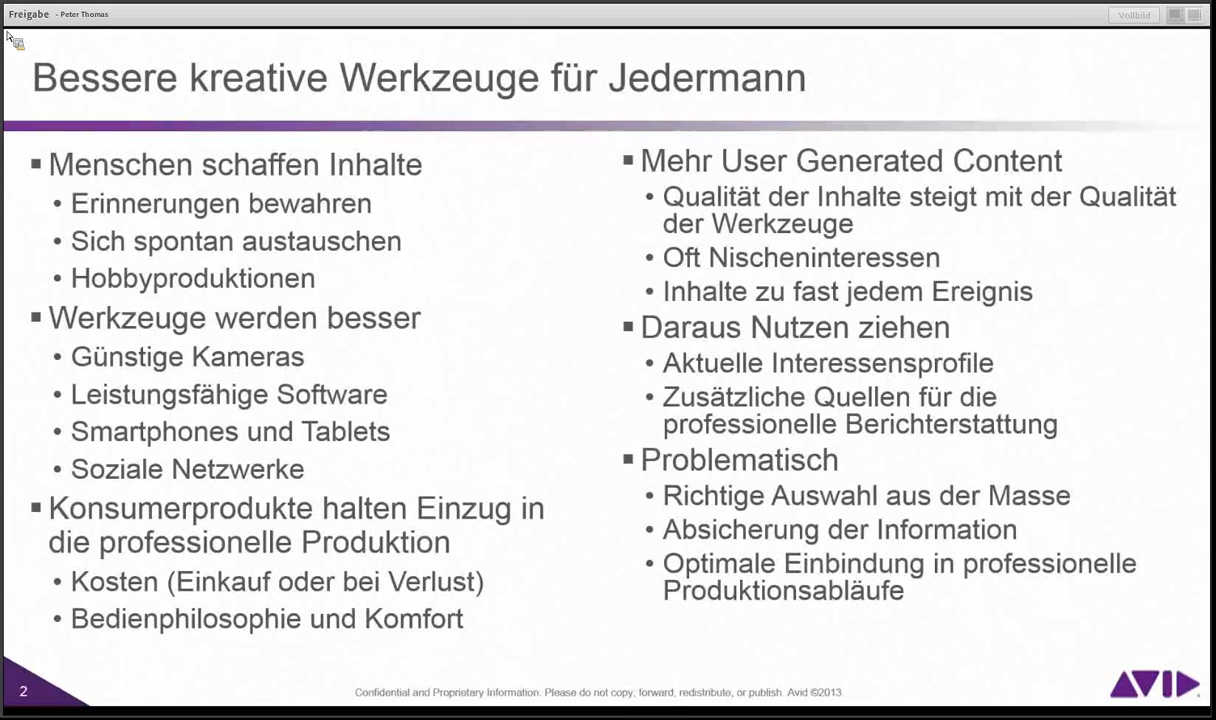 Freigabe - Peter Thomas
Vollbild
Bessere kreative Werkzeuge für Jedermann
▪ Menschen schaffen Inhalte
• Erinnerungen bewahren
• Sich spontan austauschen
• Hobbyproduktionen
▪ Werkzeuge werden besser
• Günstige Kameras
• Leistungsfähige Software
• Smartphones und Tablets
• Soziale Netzwerke
▪ Konsumerprodukte halten Einzug in
die professionelle Produktion
• Kosten (Einkauf oder bei Verlust)
• Bedienphilosophie und Komfort
▪ Mehr User Generated Content
• Qualität der Inhalte steigt mit der Qualität
der Werkzeuge
• Oft Nischeninteressen
• Inhalte zu fast jedem Ereignis
▪ Daraus Nutzen ziehen
• Aktuelle Interessensprofile
• Zusätzliche Quellen für die
professionelle Berichterstattung
▪ Problematisch
• Richtige Auswahl aus der Masse
• Absicherung der Information
• Optimale Einbindung in professionelle
Produktionsabläufe
2
Confidential and Proprietary Information. Please do not copy, forward, redistribute, or publish. Avid ©2013.
AVID